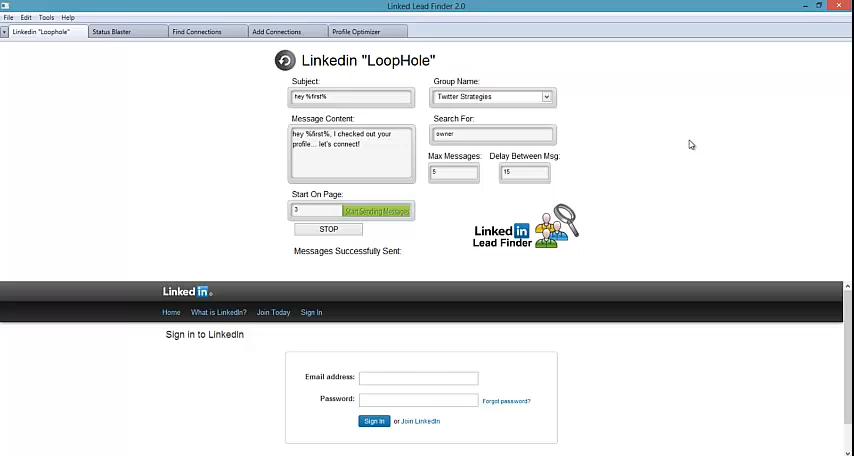 Linked Lead Finder 2.0
File Edit Tools Help
Linkedin "Loophole" Status Blaster Find Connections Add Connections Profile Optimizer
Linkedin "LoopHole"
Subject: Group Name:
hey %first% Twitter Strategies
Message Content: Search For:
hey %first%, I checked out your owner
profile... let's connect!
Max Messages: Delay Between Msg:
5 15
Start On Page:
3 Start Sending Messages
STOP
Linked in
Lead Finder
Messages Successfully Sent:
Linked in
Home What is LinkedIn? Join Today Sign In
Sign in to LinkedIn
Email address:
Password: Forgot password?
Sign In or Join LinkedIn